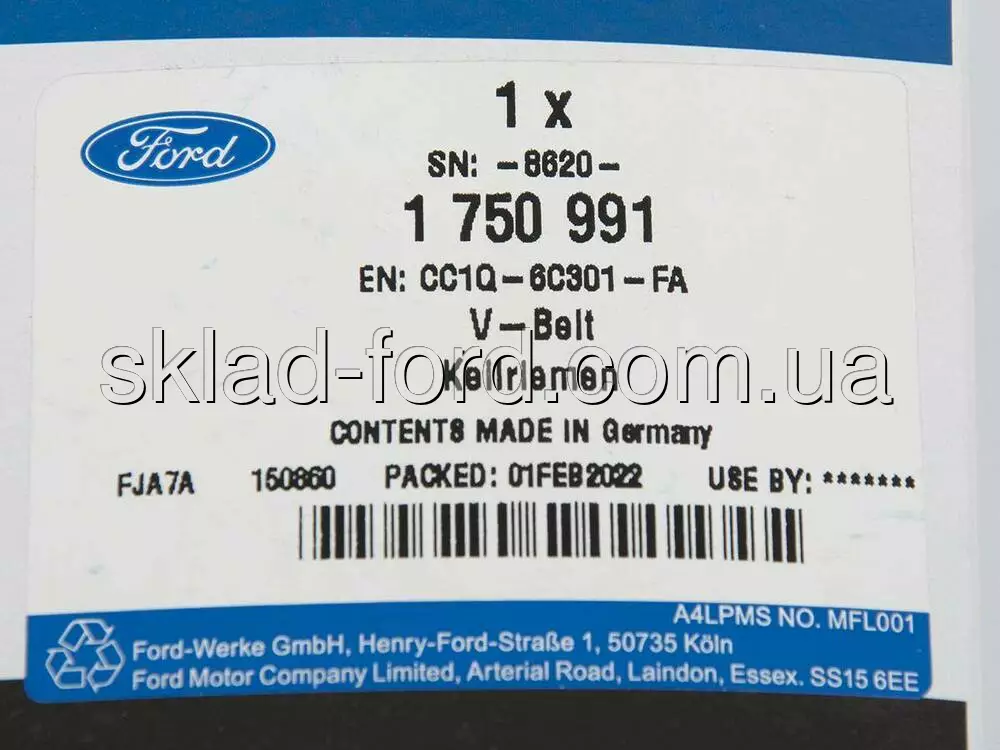 1 x
Ford
SN: -8620-
1 750 991
EN: CC1Q-6C301-FA
V-Belt
sklad-ford.com.ua
Keilriemen
CONTENTS MADE IN Germany
FJA7A 150860 PACKED: 01FEB2022 USE BY: *******
A4LPMS NO. MFL001
Ford-Werke GmbH, Henry-Ford-Straße 1, 50735 Köln
Ford Motor Company Limited, Arterial Road, Laindon, Essex. SS15 6EE